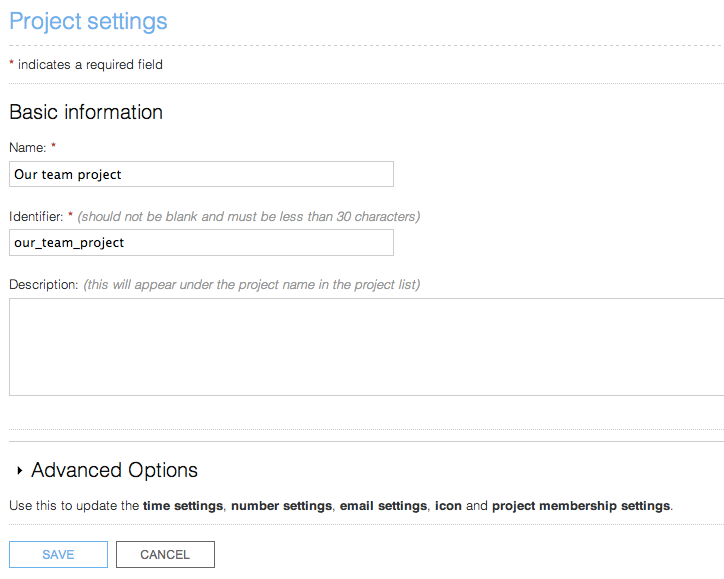 Project settings
* indicates a required field
Basic information
Name: *
Our team project
Identifier: * (should not be blank and must be less than 30 characters)
our_team_project
Description: (this will appear under the project name in the project list)
Advanced Options
Use this to update the time settings, number settings, email settings, icon and project membership settings.
SAVE CANCEL